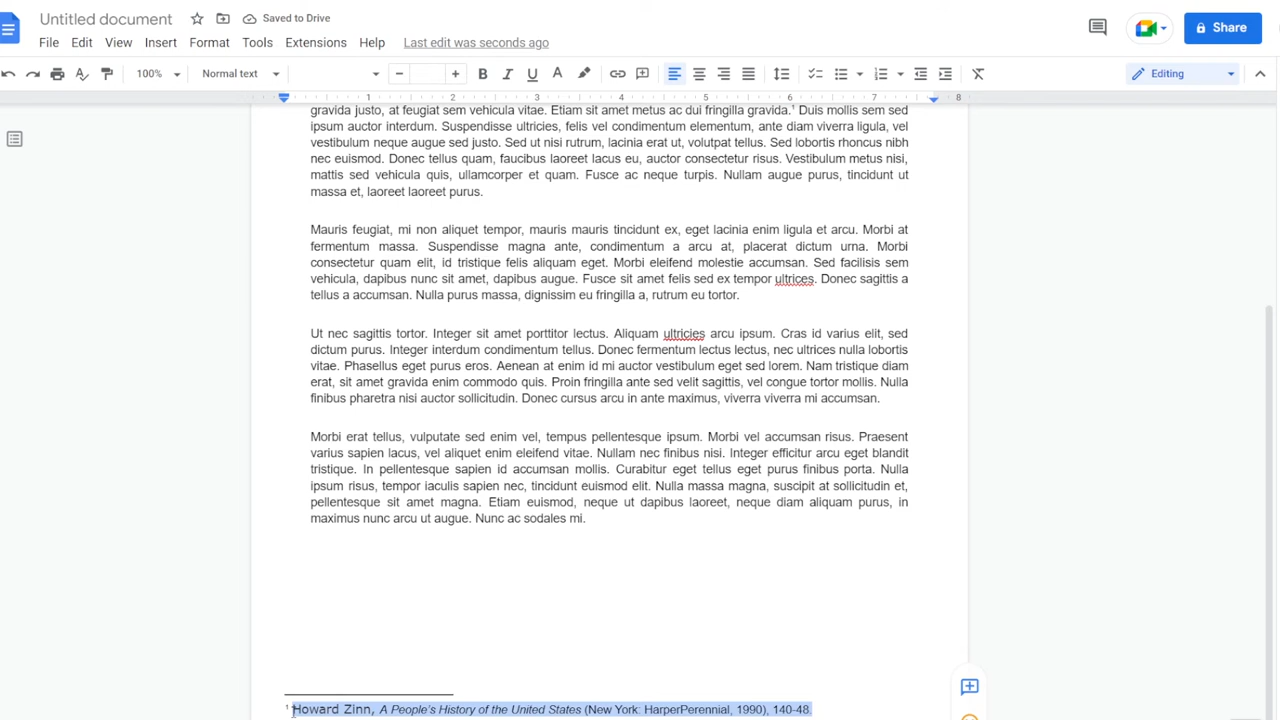 Untitled document
Saved to Drive
File Edit View Insert Format Tools Extensions Help Last edit was seconds ago
Share
100% Normal text − + B I U A Editing
1 2 3 4 5 6 7 8
gravida justo, at feugiat sem vehicula vitae. Etiam sit amet metus ac dui fringilla gravida.¹ Duis mollis sem sed
ipsum auctor interdum. Suspendisse ultricies, felis vel condimentum elementum, ante diam viverra ligula, vel
vestibulum neque augue sed justo. Sed ut nisi rutrum, lacinia erat ut, volutpat tellus. Sed lobortis rhoncus nibh
nec euismod. Donec tellus quam, faucibus laoreet lacus eu, auctor consectetur risus. Vestibulum metus nisi,
mattis sed vehicula quis, ullamcorper et quam. Fusce ac neque turpis. Nullam augue purus, tincidunt ut
massa et, laoreet laoreet purus.
Mauris feugiat, mi non aliquet tempor, mauris mauris tincidunt ex, eget lacinia enim ligula et arcu. Morbi at
fermentum massa. Suspendisse magna ante, condimentum a arcu at, placerat dictum urna. Morbi
consectetur quam elit, id tristique felis aliquam eget. Morbi eleifend molestie accumsan. Sed facilisis sem
vehicula, dapibus nunc sit amet, dapibus augue. Fusce sit amet felis sed ex tempor ultrices. Donec sagittis a
tellus a accumsan. Nulla purus massa, dignissim eu fringilla a, rutrum eu tortor.
Ut nec sagittis tortor. Integer sit amet porttitor lectus. Aliquam ultricies arcu ipsum. Cras id varius elit, sed
dictum purus. Integer interdum condimentum tellus. Donec fermentum lectus lectus, nec ultrices nulla lobortis
vitae. Phasellus eget purus eros. Aenean at enim id mi auctor vestibulum eget sed lorem. Nam tristique diam
erat, sit amet gravida enim commodo quis. Proin fringilla ante sed velit sagittis, vel congue tortor mollis. Nulla
finibus pharetra nisi auctor sollicitudin. Donec cursus arcu in ante maximus, viverra viverra mi accumsan.
Morbi erat tellus, vulputate sed enim vel, tempus pellentesque ipsum. Morbi vel accumsan risus. Praesent
varius sapien lacus, vel aliquet enim eleifend vitae. Nullam nec finibus nisi. Integer efficitur arcu eget blandit
tristique. In pellentesque sapien id accumsan mollis. Curabitur eget tellus eget purus finibus porta. Nulla
ipsum risus, tempor iaculis sapien nec, tincidunt euismod elit. Nulla massa magna, suscipit at sollicitudin et,
pellentesque sit amet magna. Etiam euismod, neque ut dapibus laoreet, neque diam aliquam purus, in
maximus nunc arcu ut augue. Nunc ac sodales mi.
¹ Howard Zinn, A People's History of the United States (New York: HarperPerennial, 1990), 140-48.